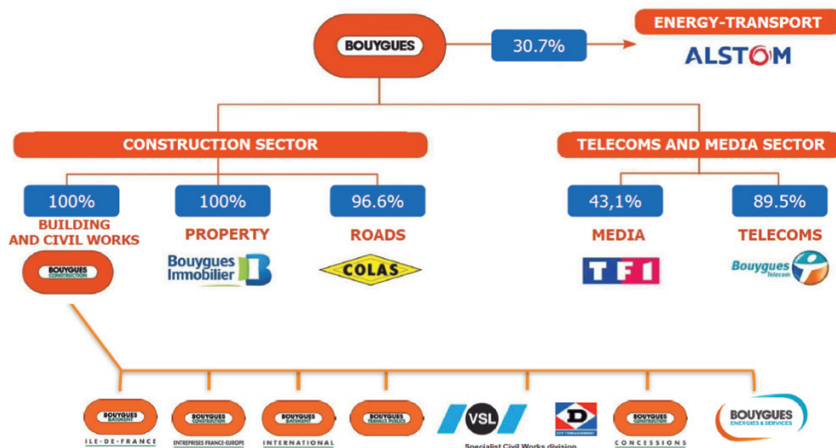 ENERGY-TRANSPORT
BOUYGUES
30.7%
ALSTOM
CONSTRUCTION SECTOR
TELECOMS AND MEDIA SECTOR
100%
100%
96.6%
43,1%
89.5%
BUILDING
AND CIVIL WORKS
PROPERTY
ROADS
MEDIA
TELECOMS
BOUYGUES
CONSTRUCTION
Bouygues
Immobilier
COLAS
TF1
Bouygues
Telecom
BOUYGUES
BATIMENT
ILE-DE-FRANCE
BOUYGUES
CONSTRUCTION
ENTREPRISES FRANCE-EUROPE
BOUYGUES
BATIMENT
INTERNATIONAL
BOUYGUES
TRAVAUX PUBLICS
VSL
D
Specialist Civil Works division
BOUYGUES
CONSTRUCTION
CONCESSIONS
BOUYGUES
ENERGIES & SERVICES